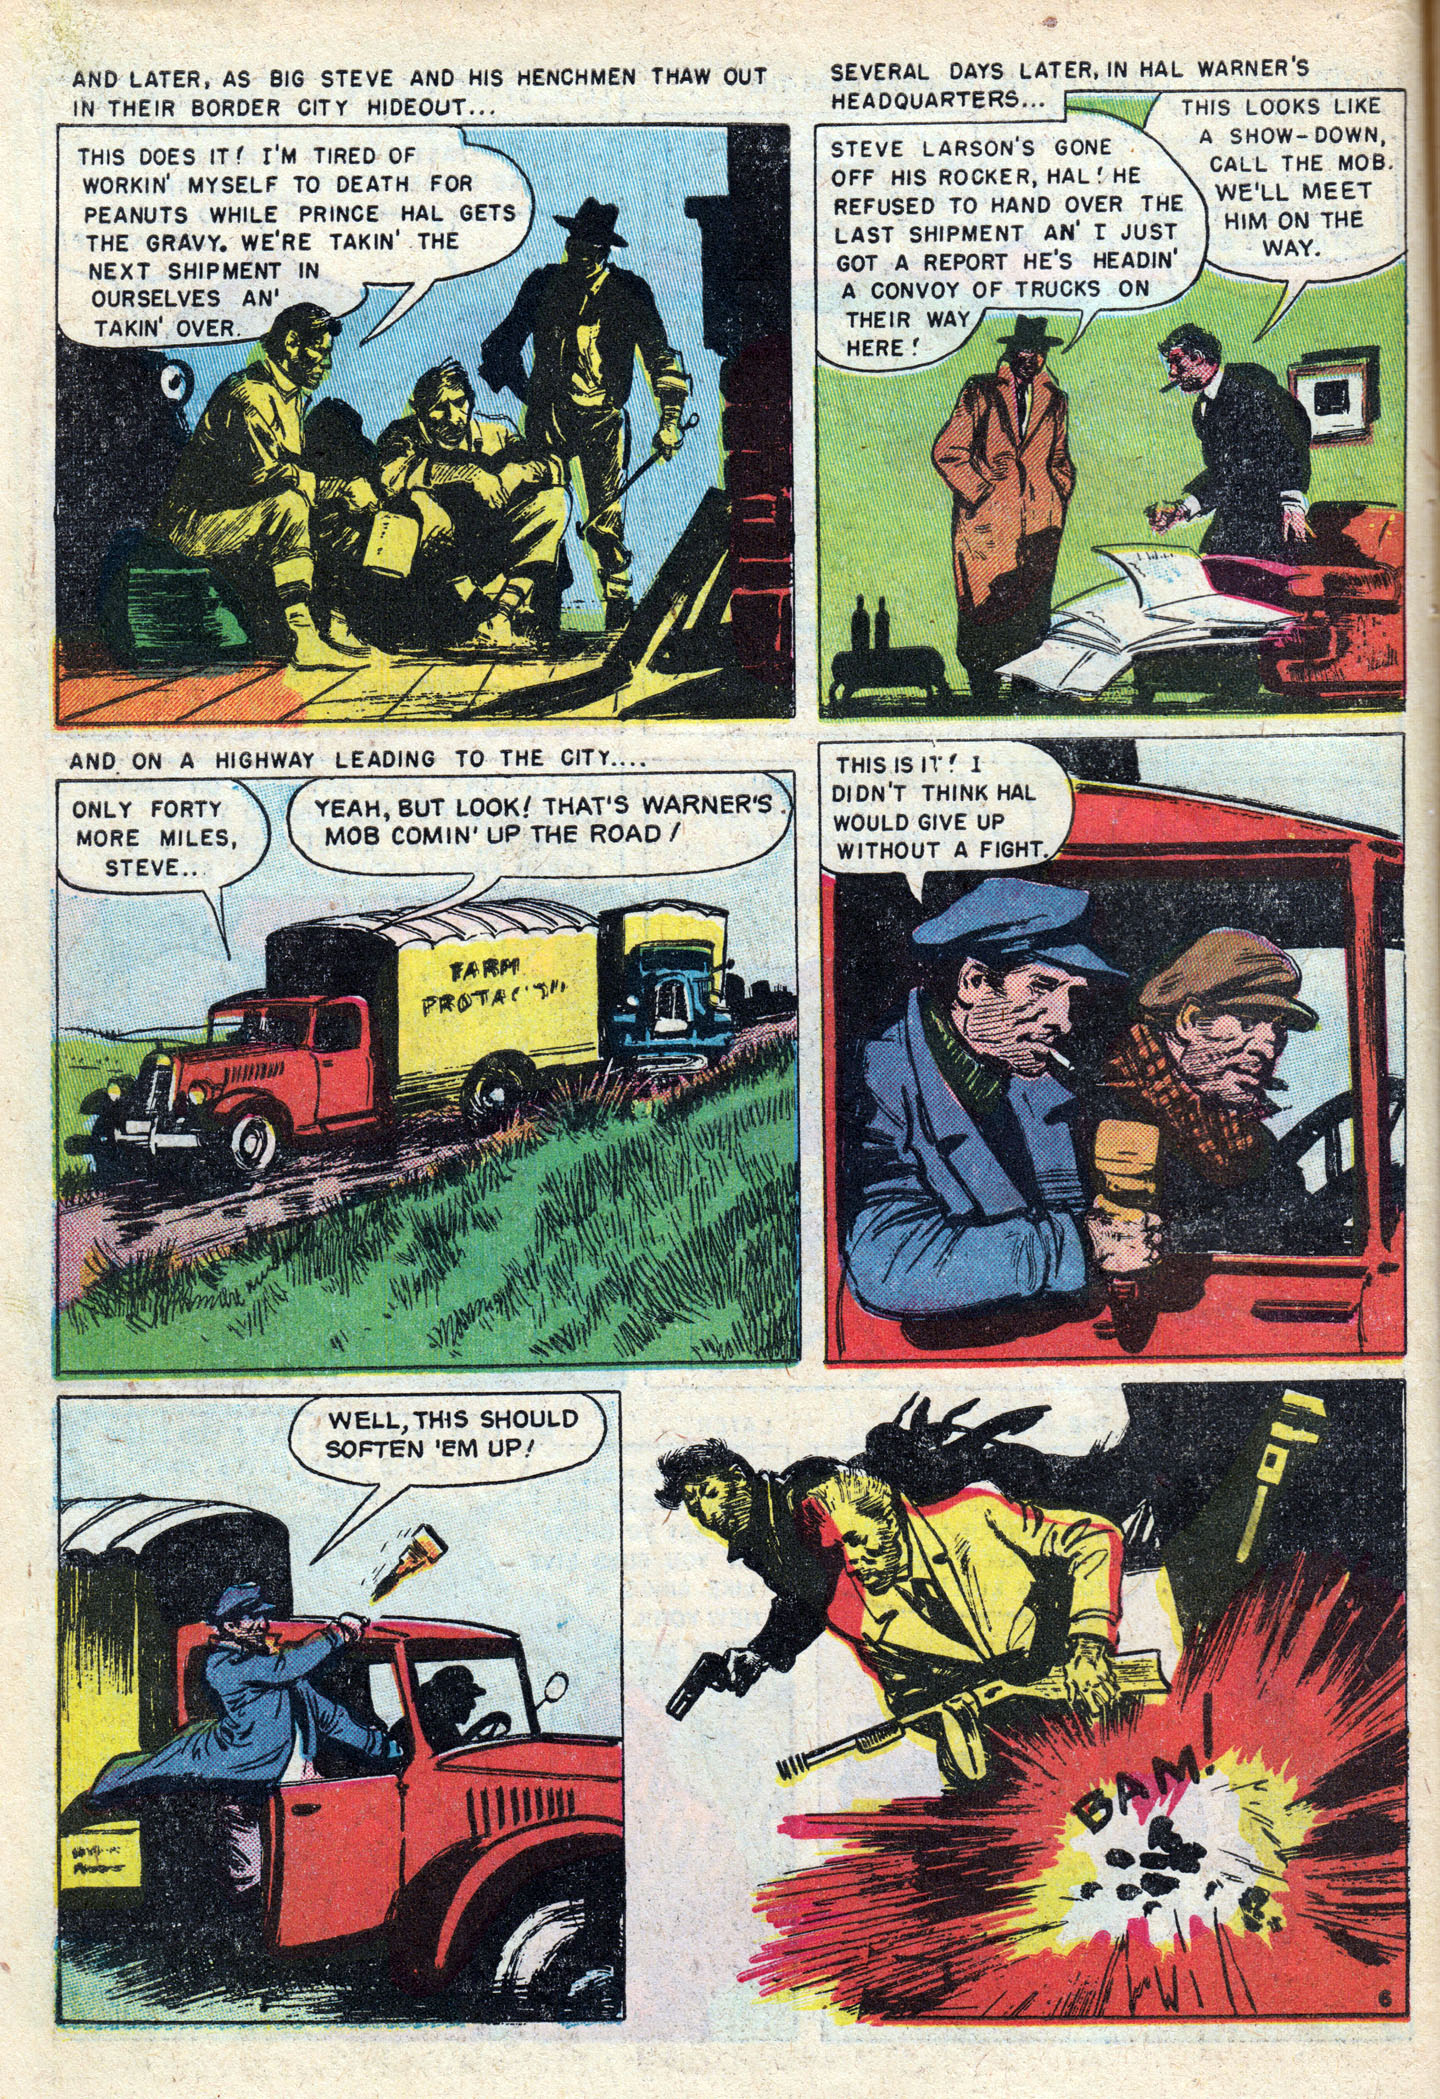 AND LATER, AS BIG STEVE AND HIS HENCHMEN THAW OUT
IN THEIR BORDER CITY HIDEOUT...
THIS DOES IT! I'M TIRED OF
WORKIN' MYSELF TO DEATH FOR
PEANUTS WHILE PRINCE HAL GETS
THE GRAVY. WE'RE TAKIN' THE
NEXT SHIPMENT IN
OURSELVES AN'
TAKIN' OVER.
SEVERAL DAYS LATER, IN HAL WARNER'S
HEADQUARTERS...
STEVE LARSON'S GONE
OFF HIS ROCKER, HAL! HE
REFUSED TO HAND OVER THE
LAST SHIPMENT AN' I JUST
GOT A REPORT HE'S HEADIN'
A CONVOY OF TRUCKS ON
THEIR WAY
HERE!
THIS LOOKS LIKE
A SHOW-DOWN,
CALL THE MOB.
WE'LL MEET
HIM ON THE
WAY.
AND ON A HIGHWAY LEADING TO THE CITY....
ONLY FORTY
MORE MILES,
STEVE...
YEAH, BUT LOOK! THAT'S WARNER'S
MOB COMIN' UP THE ROAD!
FARM
THIS IS IT! I
DIDN'T THINK HAL
WOULD GIVE UP
WITHOUT A FIGHT.
WELL, THIS SHOULD
SOFTEN 'EM UP!
BAM!
6